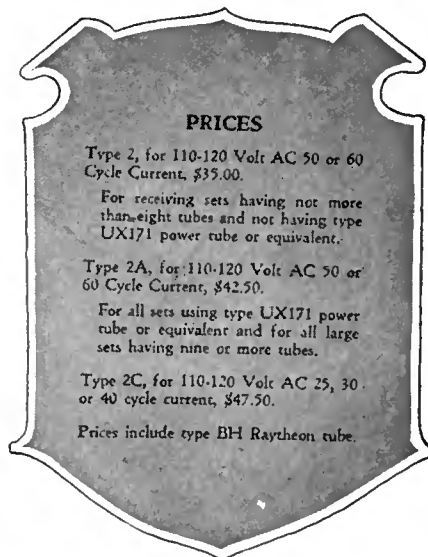 PRICES
Type 2, for 110-120 Volt AC 50 or 60
Cycle Current, $35.00.
For receiving sets having not more
than eight tubes and not having type
UX171 power tube or equivalent.
Type 2A, for 110-120 Volt AC 50 or
60 Cycle Current, $42.50.
For all sets using type UX171 power
tube or equivalent and for all large
sets having nine or more tubes.
Type 2C, for 110-120 Volt AC 25, 30
or 40 cycle current, $47.50.
Prices include type BH Raytheon tube.